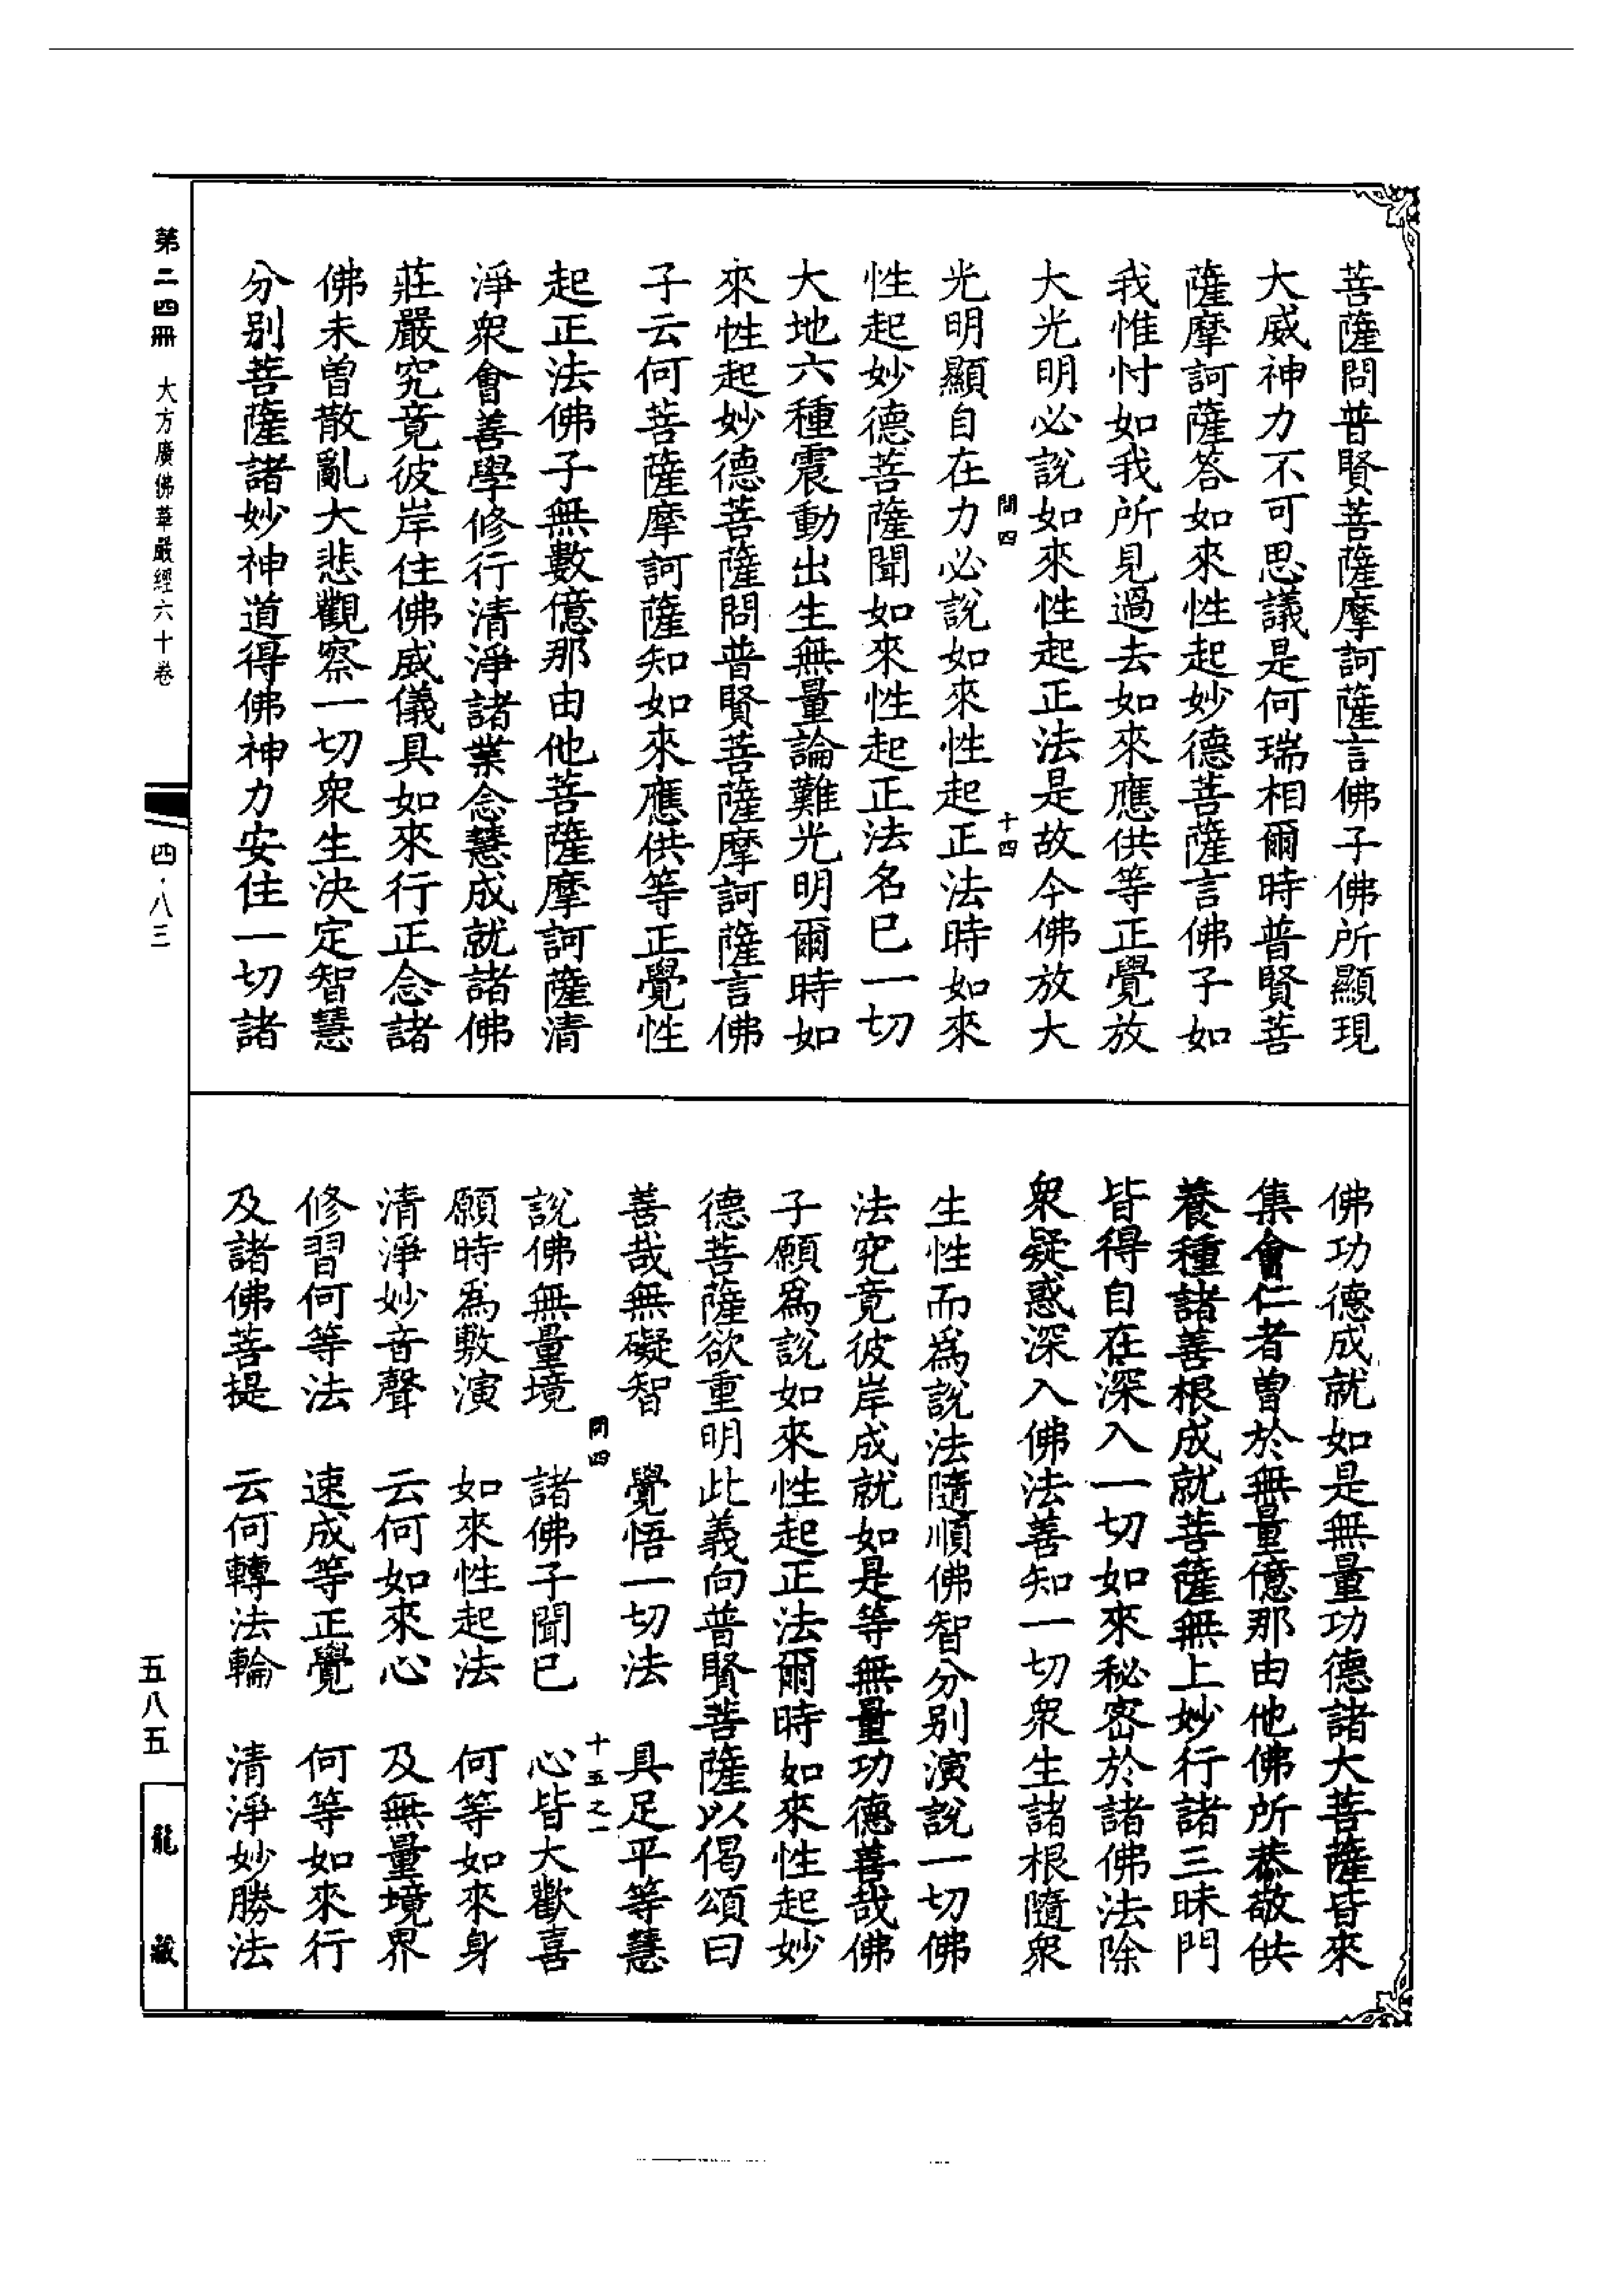 菩薩問普賢菩薩摩訶薩言佛子佛所顯現
大威神力不可思議是何瑞相爾時普賢菩
薩摩訶薩答如來性起妙德菩薩言佛子如
我惟忖如我所見過去如來應供等正覺放
大光明必說如來性起正法是故今佛放大
問四
十四
光明顯自在力必說如來性起正法時如來
性起妙德菩薩聞如來性起正法名已一切
大地六種震動出生無量論難光明爾時如
來性起妙德菩薩問普賢菩薩摩訶薩言佛
子云何菩薩摩訶薩知如來應供等正覺性
起正法佛子無數億那由他菩薩摩訶薩清
淨衆會善學修行清淨諸業念慧成就諸佛
莊嚴究竟彼岸住佛威儀具如來行正念諸
佛未曾散亂大悲觀察一切衆生決定智慧
分别菩薩諸妙神道得佛神力安住一切諸
佛功德成就如是無量功德諸大菩薩皆來
集會仁者曾於無量億那由他佛所恭敬供
養種諸善根成就菩薩無上妙行諸三昧門
皆得自在深入一切如來秘密於諸佛法除
衆疑惑深入佛法善知一切衆生諸根隨衆
生性而爲說法隨順佛智分别演說一切佛
法究竟彼岸成就如是等無量功德善哉佛
子願爲說如來性起正法爾時如來性起妙
德菩薩欲重明此義向普賢菩薩以偈頌曰
善哉無礙智　覺悟一切法　具足平等慧
問四
十五之一
說佛無量境　諸佛子聞已　心皆大歡喜
願時爲敷演　如來性起法　何等如來身
清淨妙音聲　云何如來心　及無量境界
修習何等法　速成等正覺　何等如來行
及諸佛菩提　云何轉法輪　清淨妙勝法
第二四冊　大方廣佛華嚴經六十卷
四·八三
五八五
龍藏